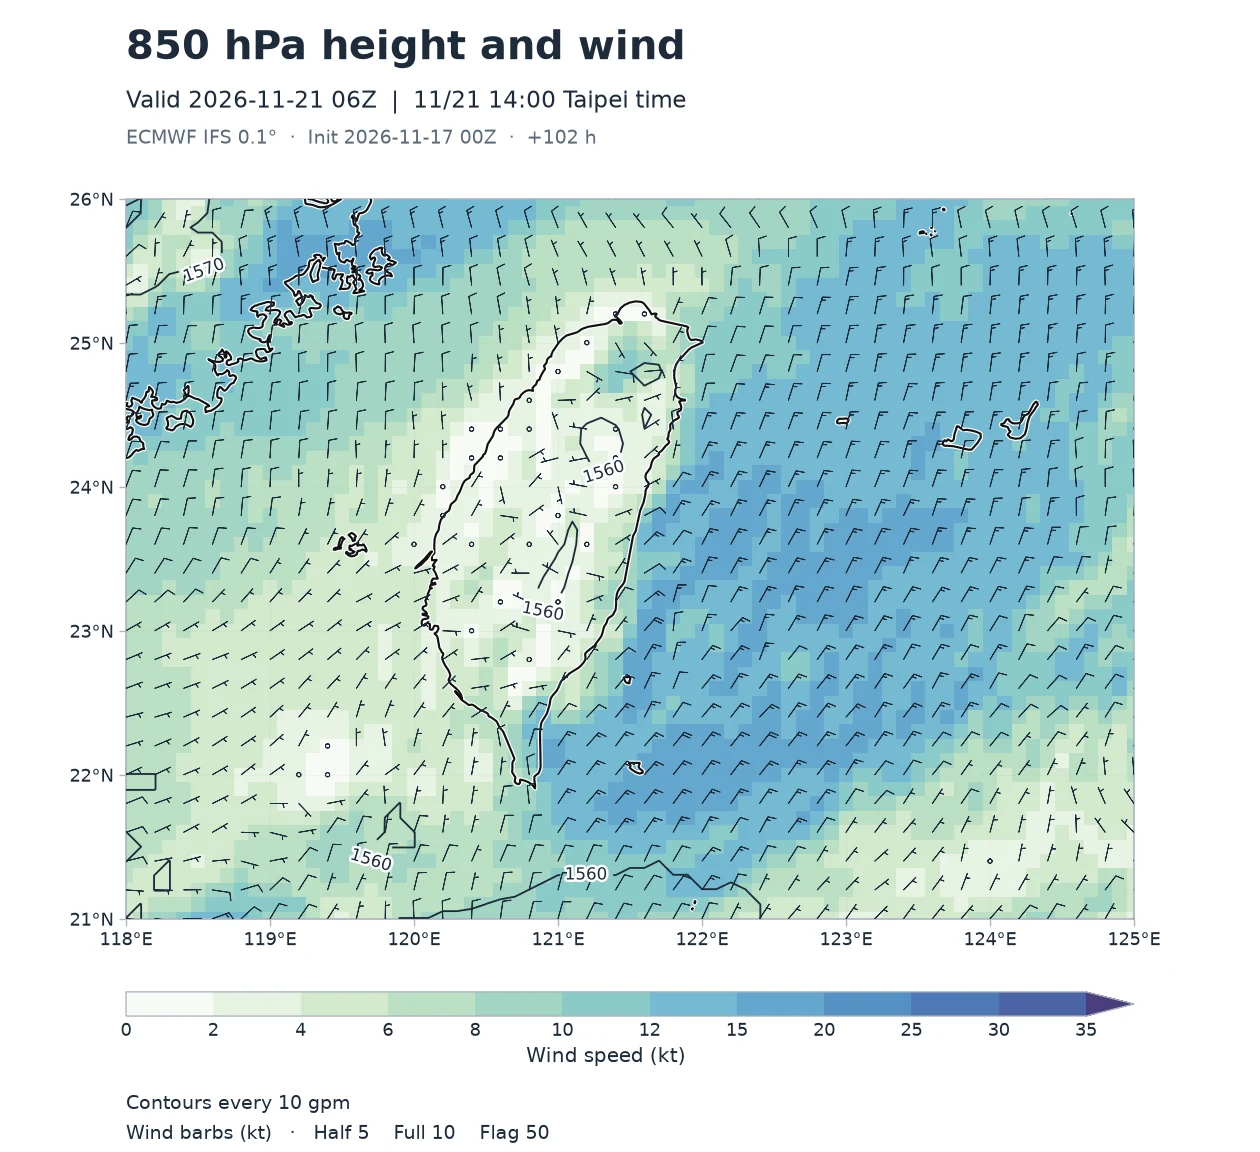 850 hPa height and wind
Valid 2026-11-21 06Z | 11/21 14:00 Taipei time
ECMWF IFS 0.1° · Init 2026-11-17 00Z · +102 h
26°N
1570
25°N
24°N
1560
23°N
1560
22°N
1560
1560
21°N
118°E 119°E 120°E 121°E 122°E 123°E 124°E 125°E
0 2 4 6 8 10 12 15 20 25 30 35
Wind speed (kt)
Contours every 10 gpm
Wind barbs (kt) · Half 5 Full 10 Flag 50